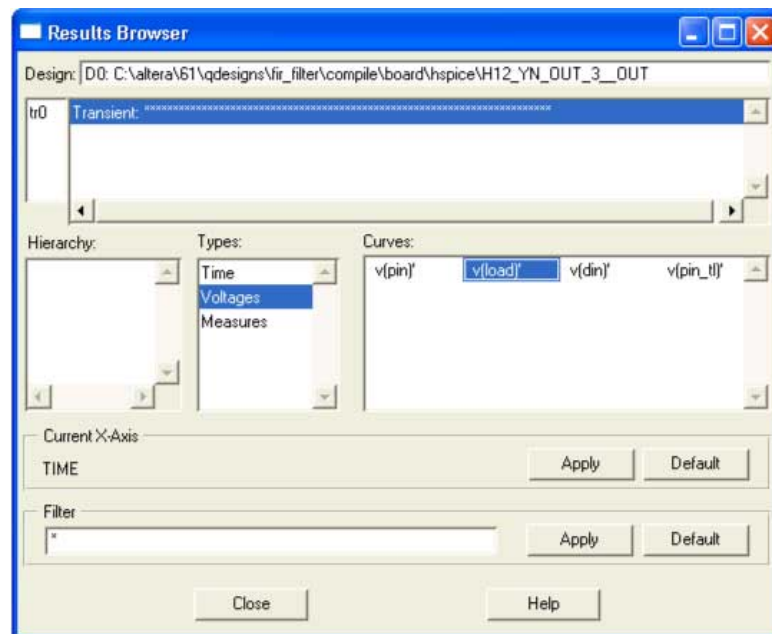 Results Browser
Design: D0: C:\altera\61\qdesigns\fir_filter\compile\board\hspice\H12_YN_OUT_3__OUT
tr0 Transient:
Hierarchy: Types: Curves:
Time v(pin)' v(load)' v(din)' v(pin_tl)'
Voltages
Measures
Current X-Axis
TIME Apply Default
Filter
* Apply Default
Close Help